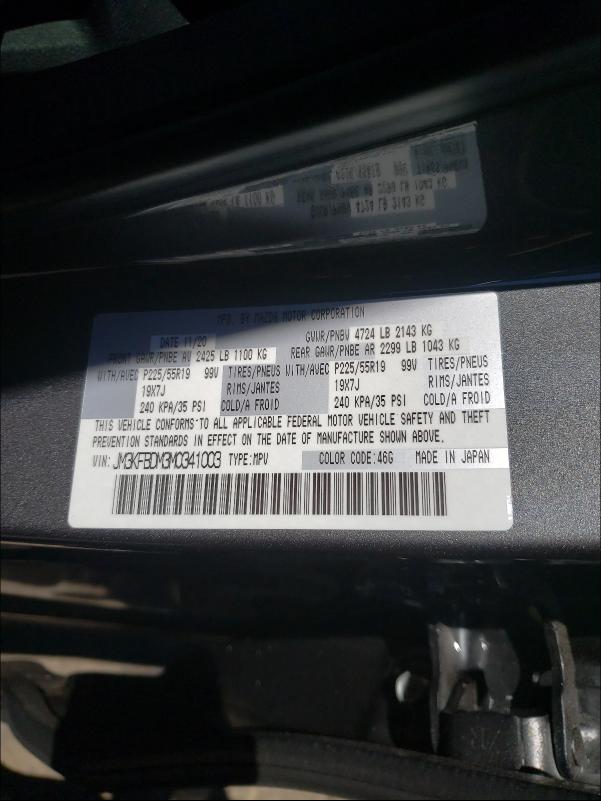 MFD. BY MAZDA MOTOR CORPORATION
DATE 11/20 GVWR/PNBV 4724 LB 2143 KG
FRONT GAWR/PNBE AV 2425 LB 1100 KG REAR GAWR/PNBE AR 2299 LB 1043 KG
WITH/AVEC P225/55R19 99V TIRES/PNEUS WITH/AVEC P225/55R19 99V TIRES/PNEUS
19X7J RIMS/JANTES 19X7J RIMS/JANTES
240 KPA/35 PSI COLD/A FROID 240 KPA/35 PSI COLD/A FROID
THIS VEHICLE CONFORMS TO ALL APPLICABLE FEDERAL MOTOR VEHICLE SAFETY AND THEFT
PREVENTION STANDARDS IN EFFECT ON THE DATE OF MANUFACTURE SHOWN ABOVE.
VIN: JM3KFBDM3M0341003 TYPE:MPV COLOR CODE:46G MADE IN JAPAN